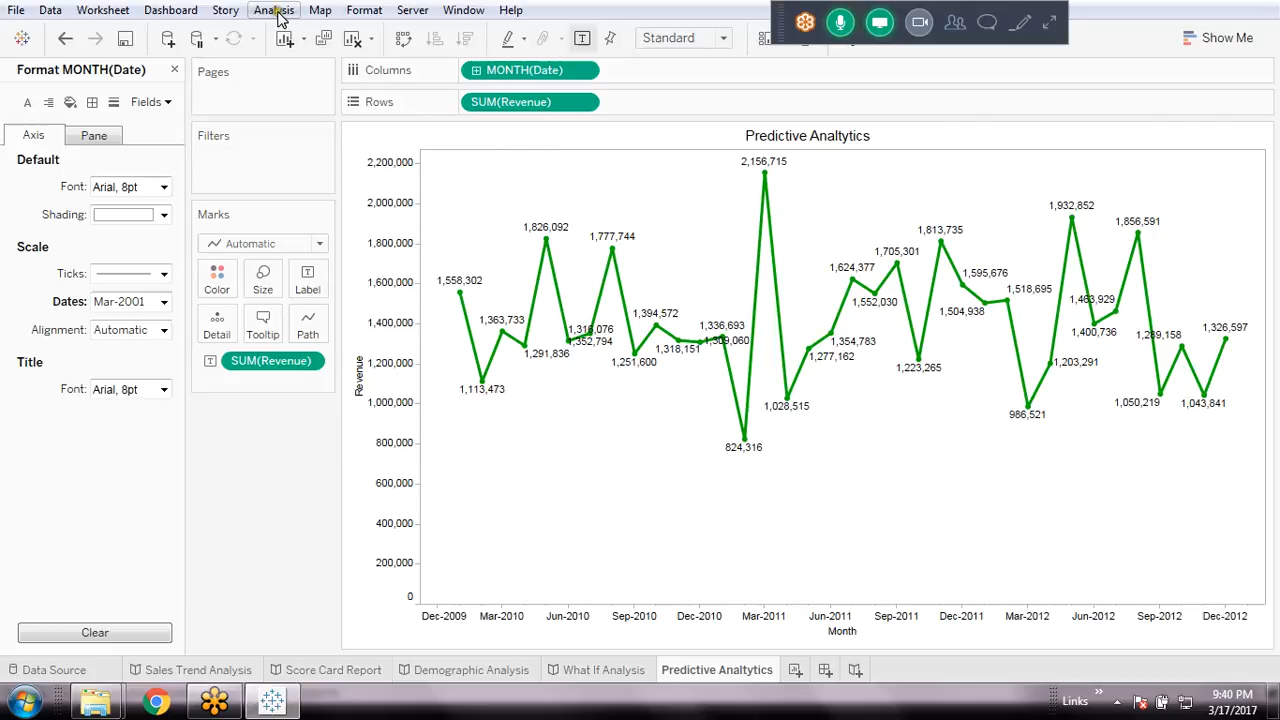 File Data Worksheet Dashboard Story Analysis Map Format Server Window Help
Standard
Show Me
Format MONTH(Date)
Fields
Axis Pane
Default
Font: Arial, 8pt
Shading:
Scale
Ticks:
Dates: Mar-2001
Alignment: Automatic
Title
Font: Arial, 8pt
Clear
Pages
Filters
Marks
Automatic
Color Size Label
Detail Tooltip Path
SUM(Revenue)
Columns MONTH(Date)
Rows SUM(Revenue)
Predictive Analtytics
2,200,000
2,000,000
1,800,000
1,600,000
1,400,000
1,200,000
1,000,000
800,000
600,000
400,000
200,000
0
Revenue
1,558,302
1,113,473
1,363,733
1,291,836
1,826,092
1,316,076
1,352,794
1,777,744
1,251,600
1,394,572
1,318,151
1,309,060
1,336,693
824,316
2,156,715
1,028,515
1,277,162
1,354,783
1,624,377
1,552,030
1,705,301
1,223,265
1,813,735
1,595,676
1,504,938
1,518,695
986,521
1,203,291
1,932,852
1,400,736
1,463,929
1,856,591
1,050,219
1,289,158
1,043,841
1,326,597
Dec-2009 Mar-2010 Jun-2010 Sep-2010 Dec-2010 Mar-2011 Jun-2011 Sep-2011 Dec-2011 Mar-2012 Jun-2012 Sep-2012 Dec-2012
Month
Data Source Sales Trend Analysis Score Card Report Demographic Analysis What If Analysis Predictive Analtytics
Links
9:40 PM
3/17/2017